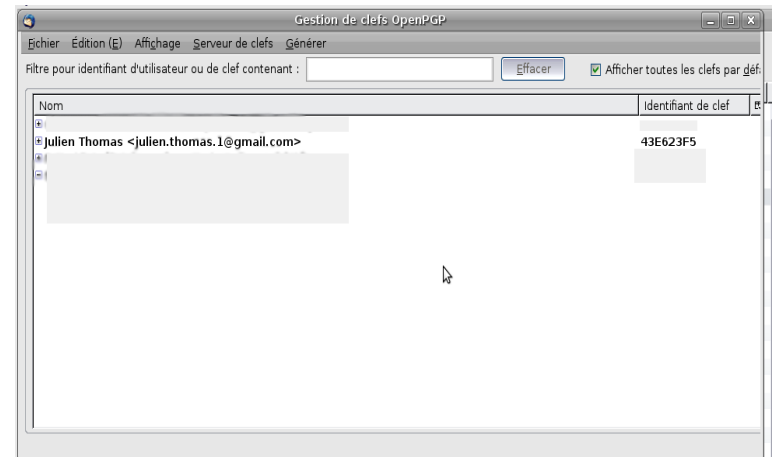 Gestion de clefs OpenPGP
Fichier Édition (E) Affichage Serveur de clefs Générer
Filtre pour identifiant d'utilisateur ou de clef contenant : Effacer Afficher toutes les clefs par défa
Nom Identifiant de clef
Julien Thomas <julien.thomas.1@gmail.com> 43E623F5